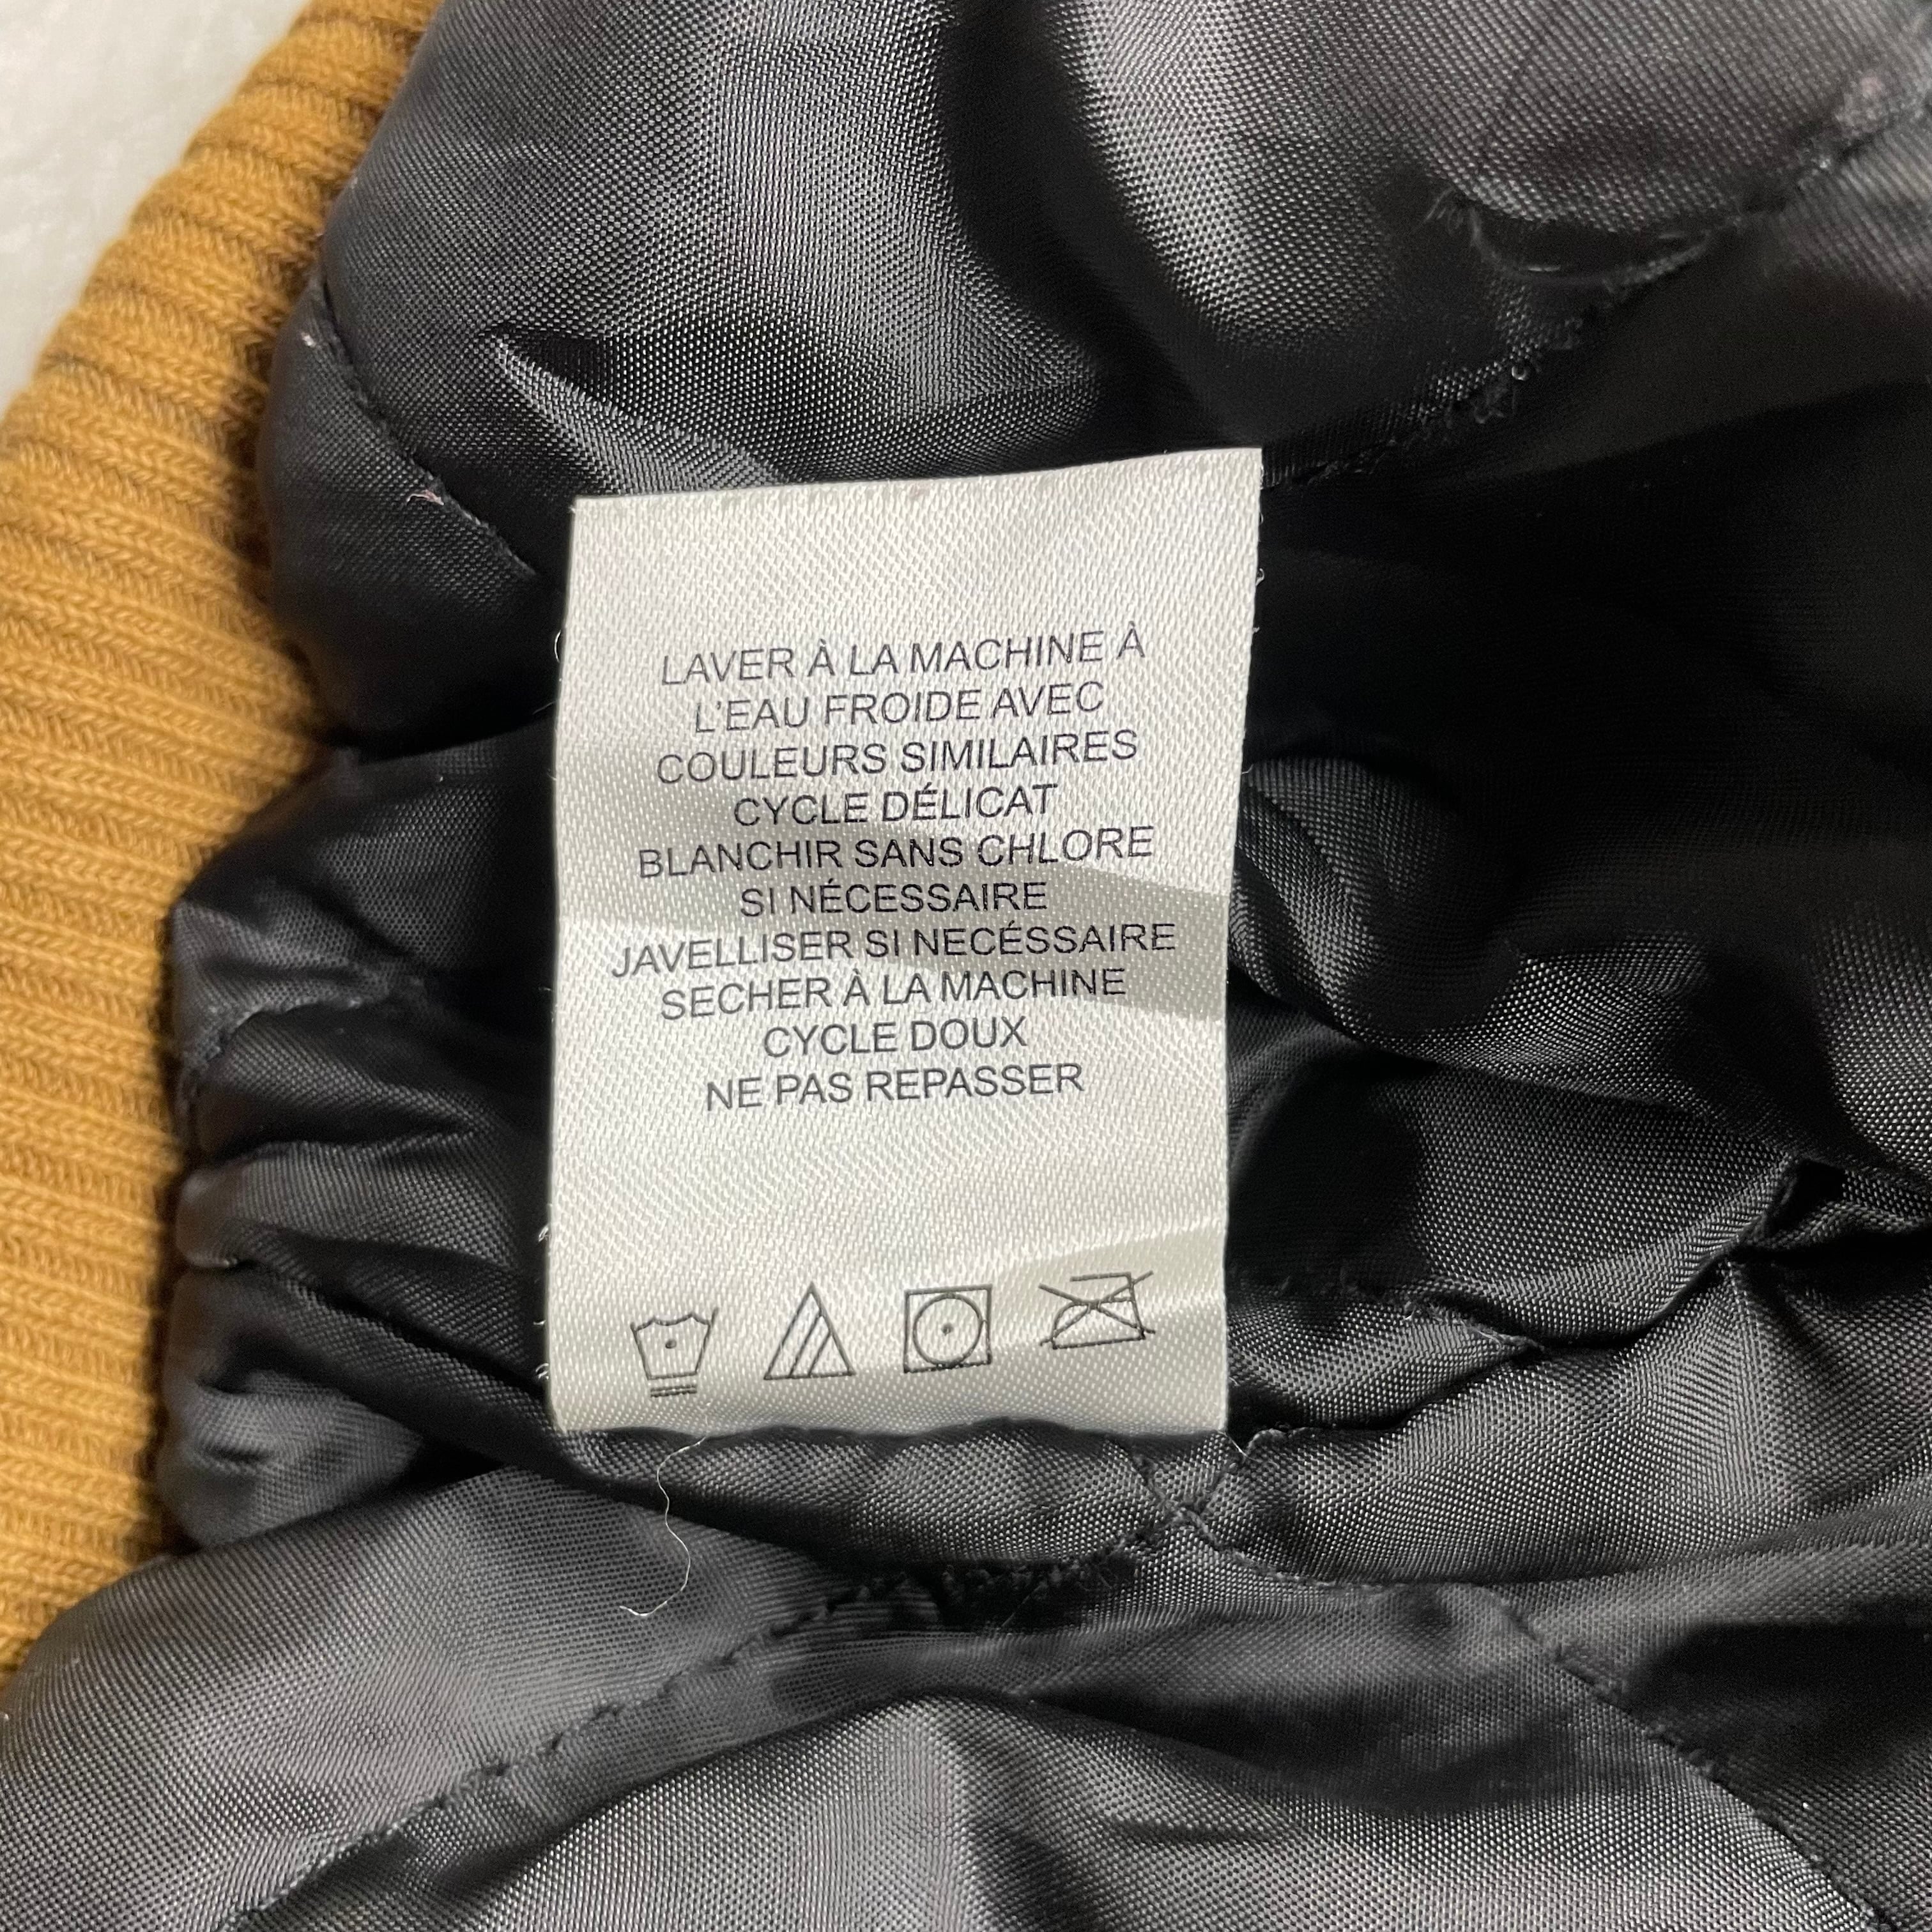 LAVER À LA MACHINE À
L'EAU FROIDE AVEC
COULEURS SIMILAIRES
CYCLE DÉLICAT
BLANCHIR SANS CHLORE
SI NÉCESSAIRE
JAVELLISER SI NECÉSSAIRE
SECHER À LA MACHINE
CYCLE DOUX
NE PAS REPASSER